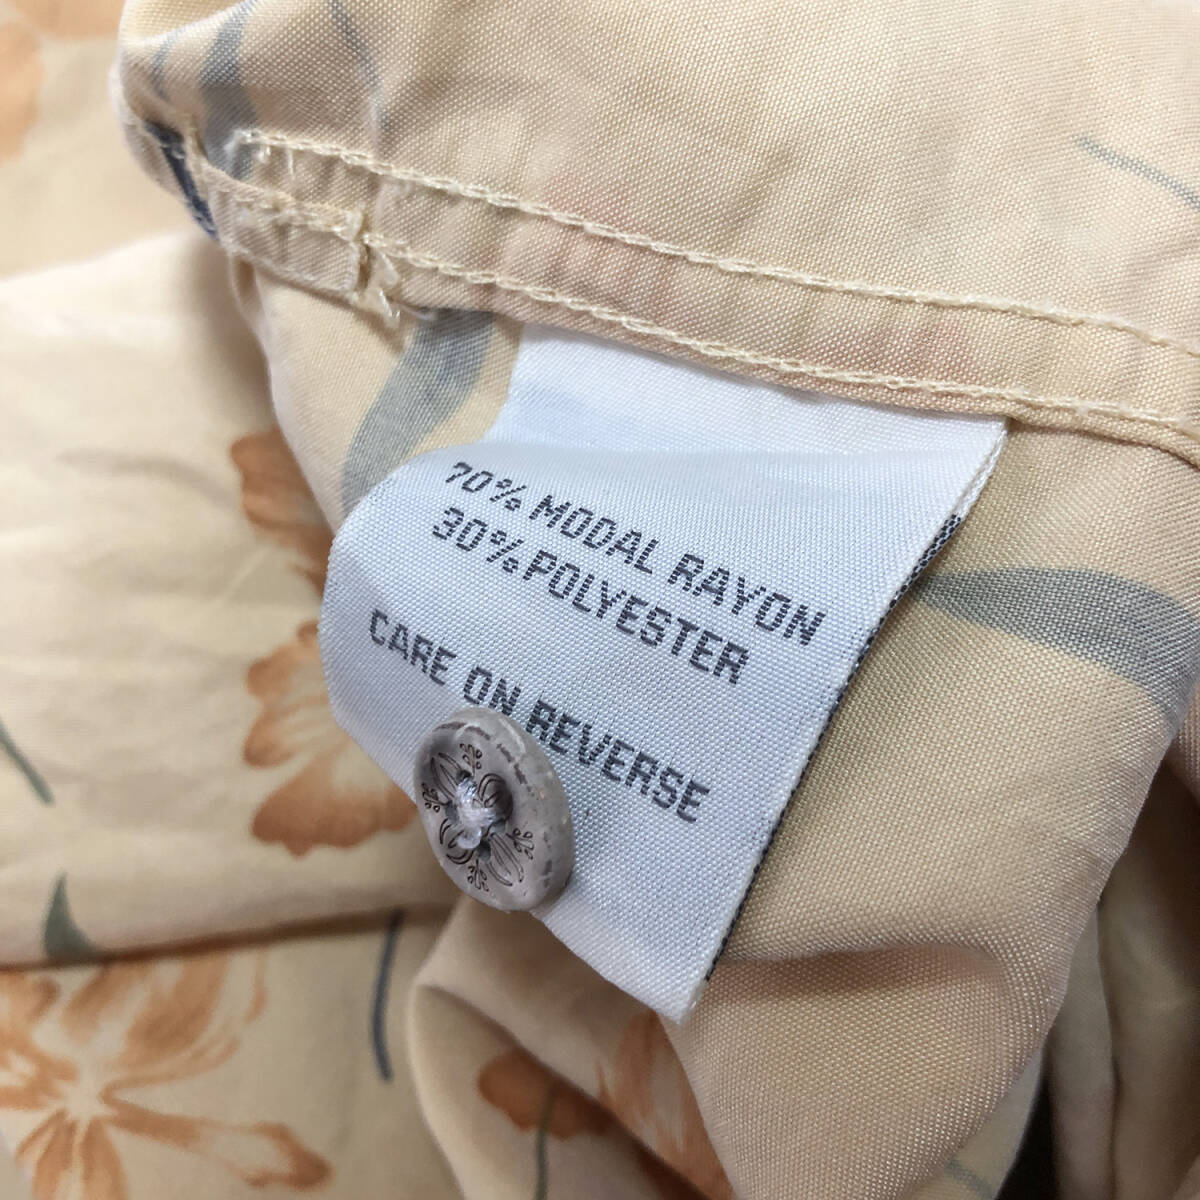 70% MODAL RAYON
30% POLYESTER
CARE ON REVERSE